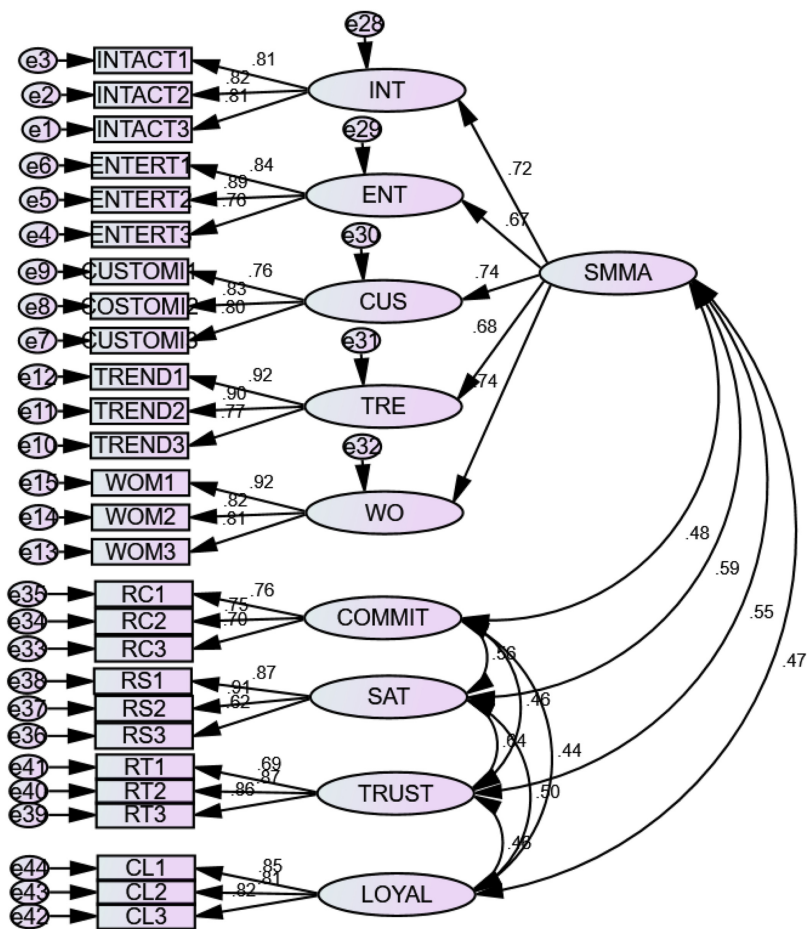 e28
e3 INTACT1 .81
e2 INTACT2 .82 INT
e1 INTACT3 .81
e29
e6 ENTERT1 .84 .72
e5 ENTERT2 .89 ENT
e4 ENTERT3 .76 .67
e30
e9 CUSTOMI1 .76 .74 SMMA
e8 COSTOMI2 .83 CUS
e7 CUSTOMI3 .80 .68
e31
e12 TREND1 .92 .74
e11 TREND2 .90 TRE
e10 TREND3 .77
e32
e15 WOM1 .92
e14 WOM2 .82 WO
e13 WOM3 .81
.48
e35 RC1 .76 .59
e34 RC2 .75 COMMIT .55
e33 RC3 .70 .56 .47
e38 RS1 .87
e37 RS2 .91 SAT .46
e36 RS3 .62 .64 .44
e41 RT1 .69
e40 RT2 .87 TRUST .50
e39 RT3 .86
e44 CL1 .85
e43 CL2 .81 LOYAL
e42 CL3 .82